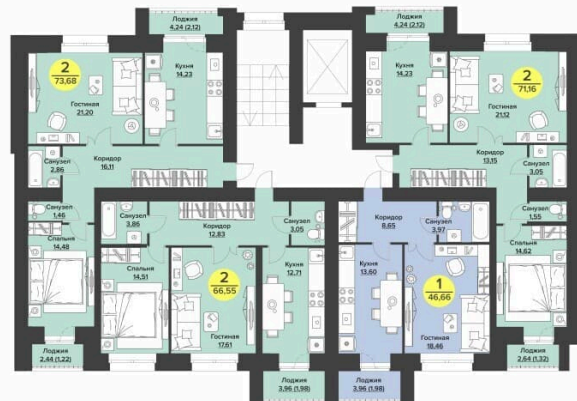 Лоджия
4.24 (2.12)
Лоджия
4.24 (2.12)
2
73,68
Кухня
14.23
Кухня
14.23
2
71,16
Гостиная
21.20
Гостиная
21.12
Санузел
2.86
Коридор
16.11
Коридор
13.15
Санузел
3.05
Санузел
1.46
Санузел
3.86
Коридор
12.83
Санузел
3.05
Коридор
8.65
Санузел
3.97
Санузел
1.55
Спальня
14.48
Спальня
14.51
2
66,55
Гостиная
17.61
Кухня
12.71
Кухня
13.60
1
46,66
Гостиная
18.46
Спальня
14.62
Лоджия
2.44 (1.22)
Лоджия
3.96 (1.98)
Лоджия
3.96 (1.98)
Лоджия
2.64 (1.32)